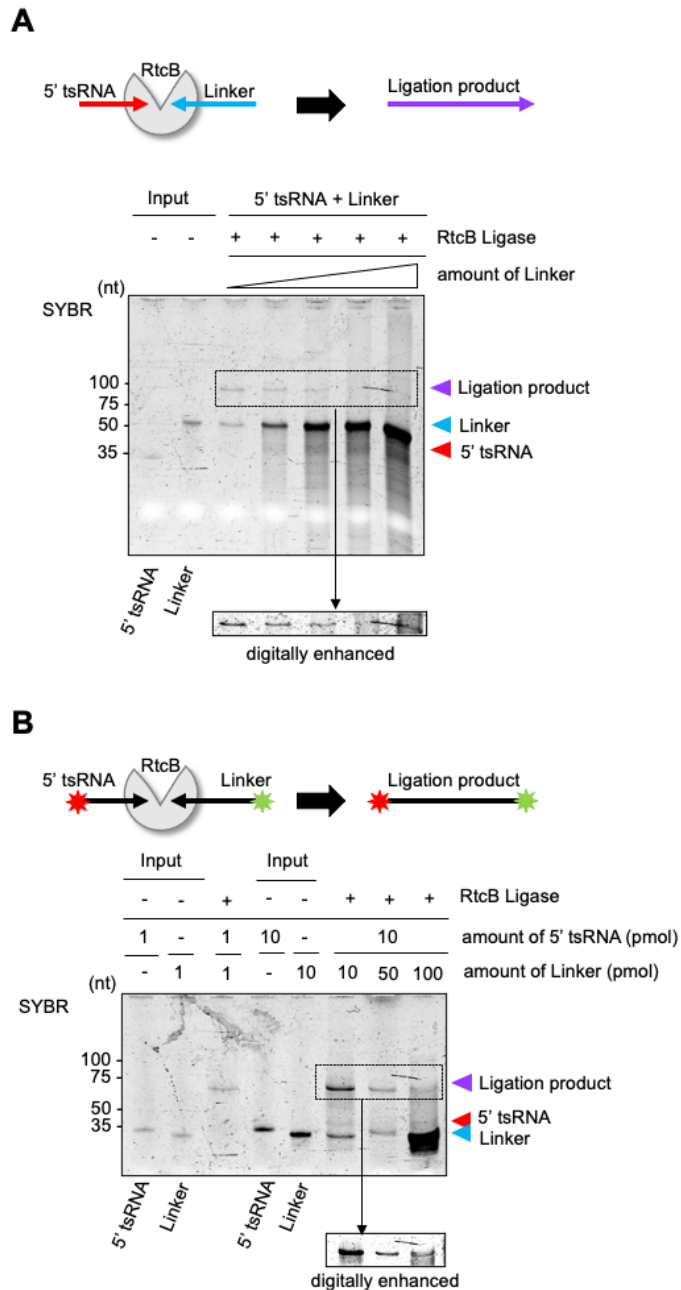 A
RtcB
5' tsRNA Linker
Ligation product
Input 5' tsRNA + Linker
- - + + + + + RtcB Ligase
amount of Linker
(nt)
SYBR
100
Ligation product
75
50
Linker
35
5' tsRNA
5' tsRNA
Linker
digitally enhanced
B
RtcB
5' tsRNA Linker
Ligation product
Input Input
- - + - - + + + RtcB Ligase
1 - 1 10 - 10 amount of 5' tsRNA (pmol)
- 1 1 - 10 10 50 100 amount of Linker (pmol)
(nt)
SYBR
100
75
Ligation product
50
5' tsRNA
35
Linker
5' tsRNA
Linker
5' tsRNA
Linker
digitally enhanced